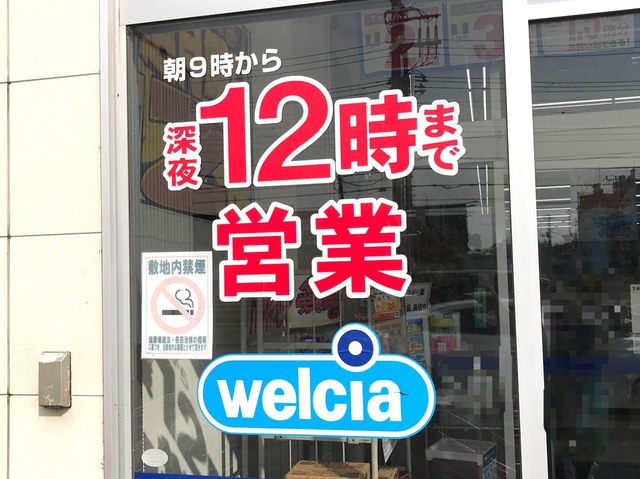 朝9時から
深夜12時まで
営業
敷地内禁煙
welcia